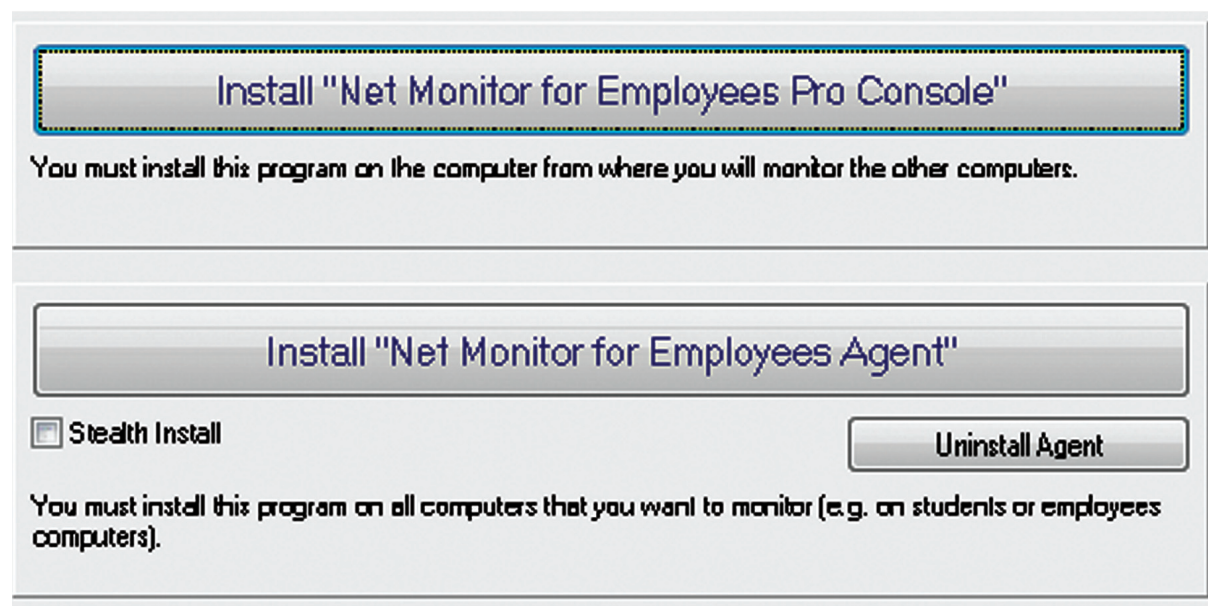 Install "Net Monitor for Employees Pro Console"
You must install this program on the computer from where you will monitor the other computers.
Install "Net Monitor for Employees Agent"
Stealth Install
Uninstall Agent
You must install this program on all computers that you want to monitor (e.g. on students or employees
computers).